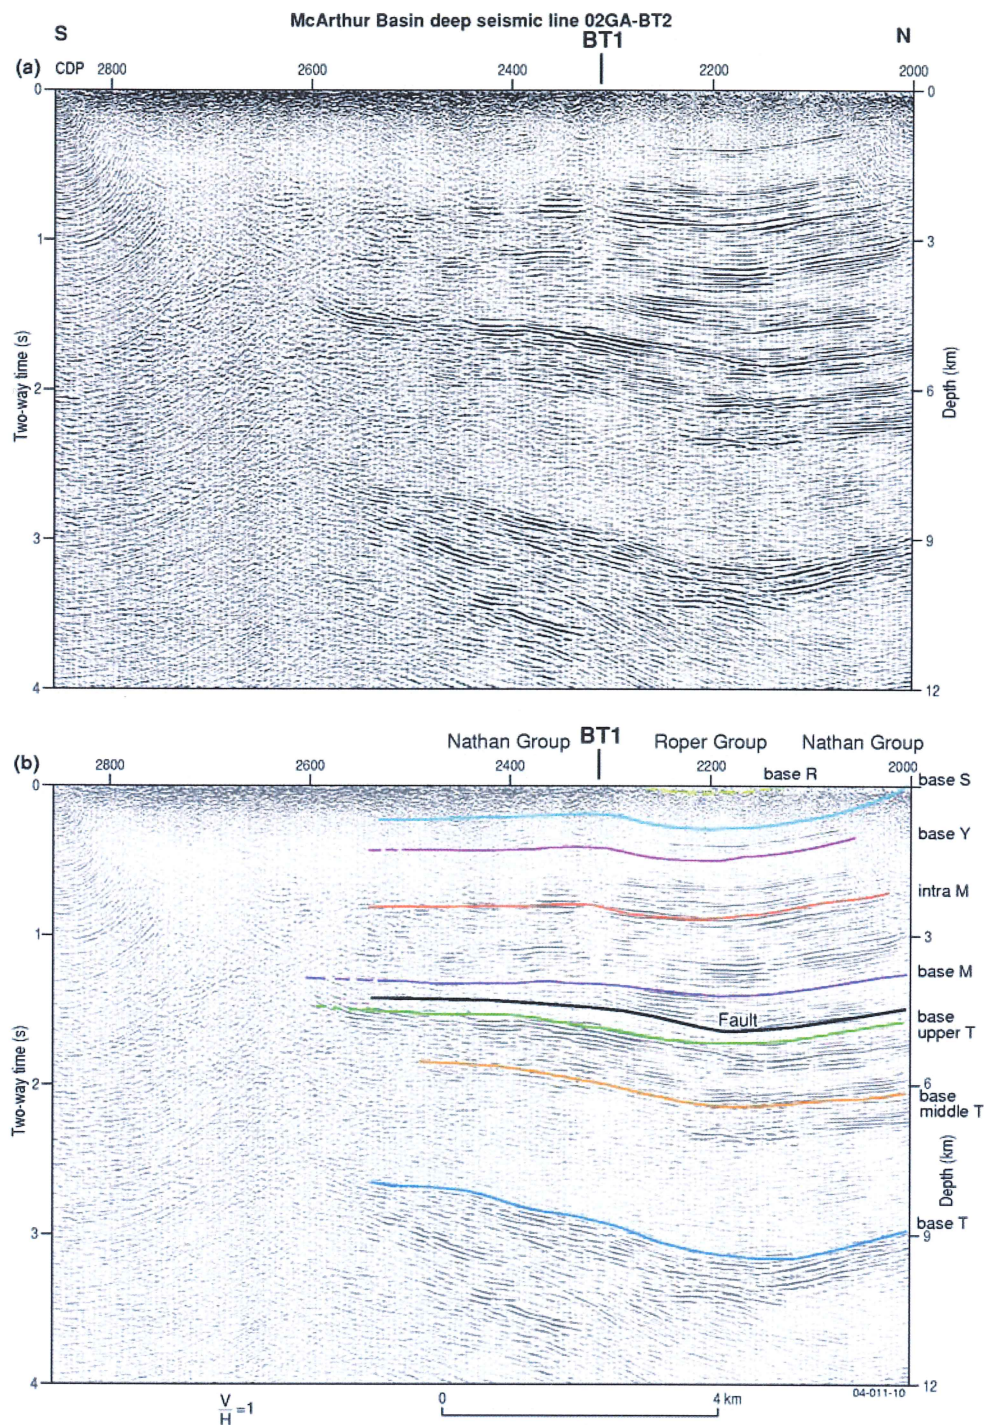 McArthur Basin deep seismic line 02GA-BT2
S BT1 N
(a) CDP 2800 2600 2400 2200 2000
0 0
1 3
2 6
3 9
4 12
Two-way time (s)
Depth (km)
Nathan Group BT1 Roper Group Nathan Group
(b) 2800 2600 2400 2200 2000
base R
0 base S
base Y
intra M
1 3
base M
Fault
base
upper T
2 6
base
middle T
3 9
base T
4 12
Two-way time (s)
Depth (km)
04-011-10
V
H =1
0 4 km